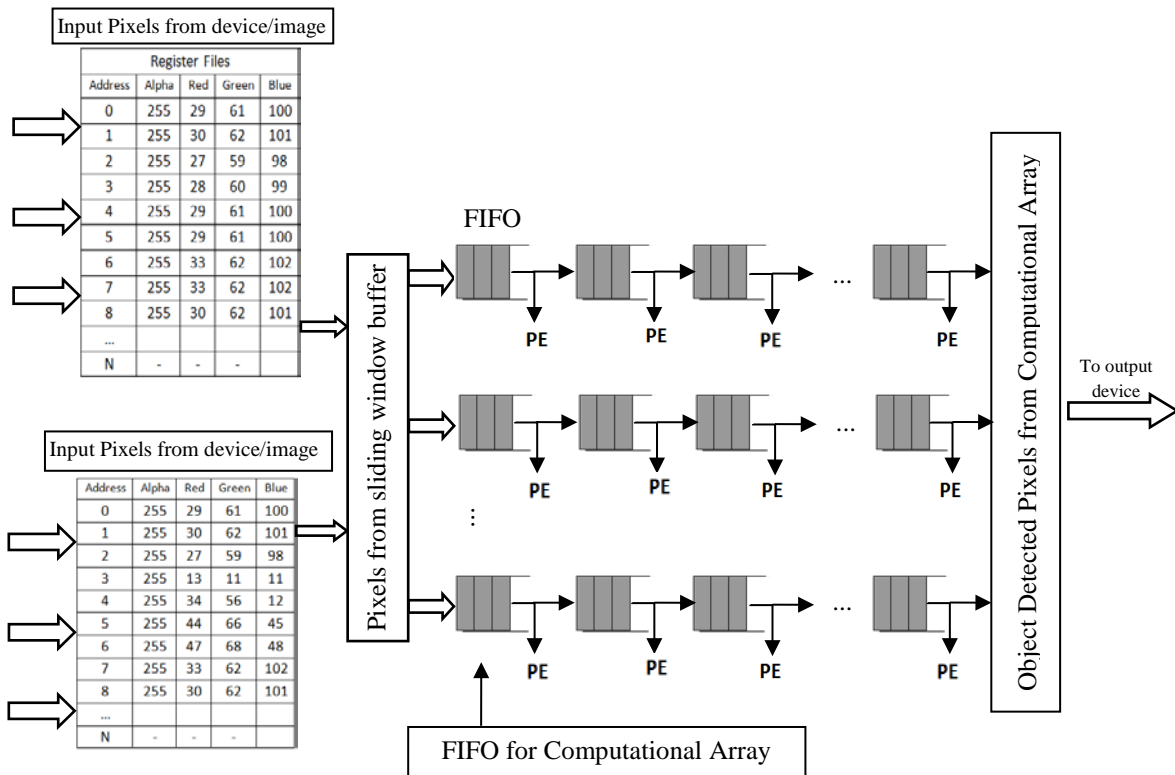 Input Pixels from device/image
Register Files
Address Alpha Red Green Blue
0 255 29 61 100
1 255 30 62 101
2 255 27 59 98
3 255 28 60 99
4 255 29 61 100
5 255 29 61 100
6 255 33 62 102
7 255 33 62 102
8 255 30 62 101
...
N - - -
Input Pixels from device/image
Address Alpha Red Green Blue
0 255 29 61 100
1 255 30 62 101
2 255 27 59 98
3 255 13 11 11
4 255 34 56 12
5 255 44 66 45
6 255 47 68 48
7 255 33 62 102
8 255 30 62 101
...
N - - -
Pixels from sliding window buffer
FIFO
...
PE PE PE PE
...
PE PE PE PE
...
...
PE PE PE PE
FIFO for Computational Array
Object Detected Pixels from Computational Array
To output
device